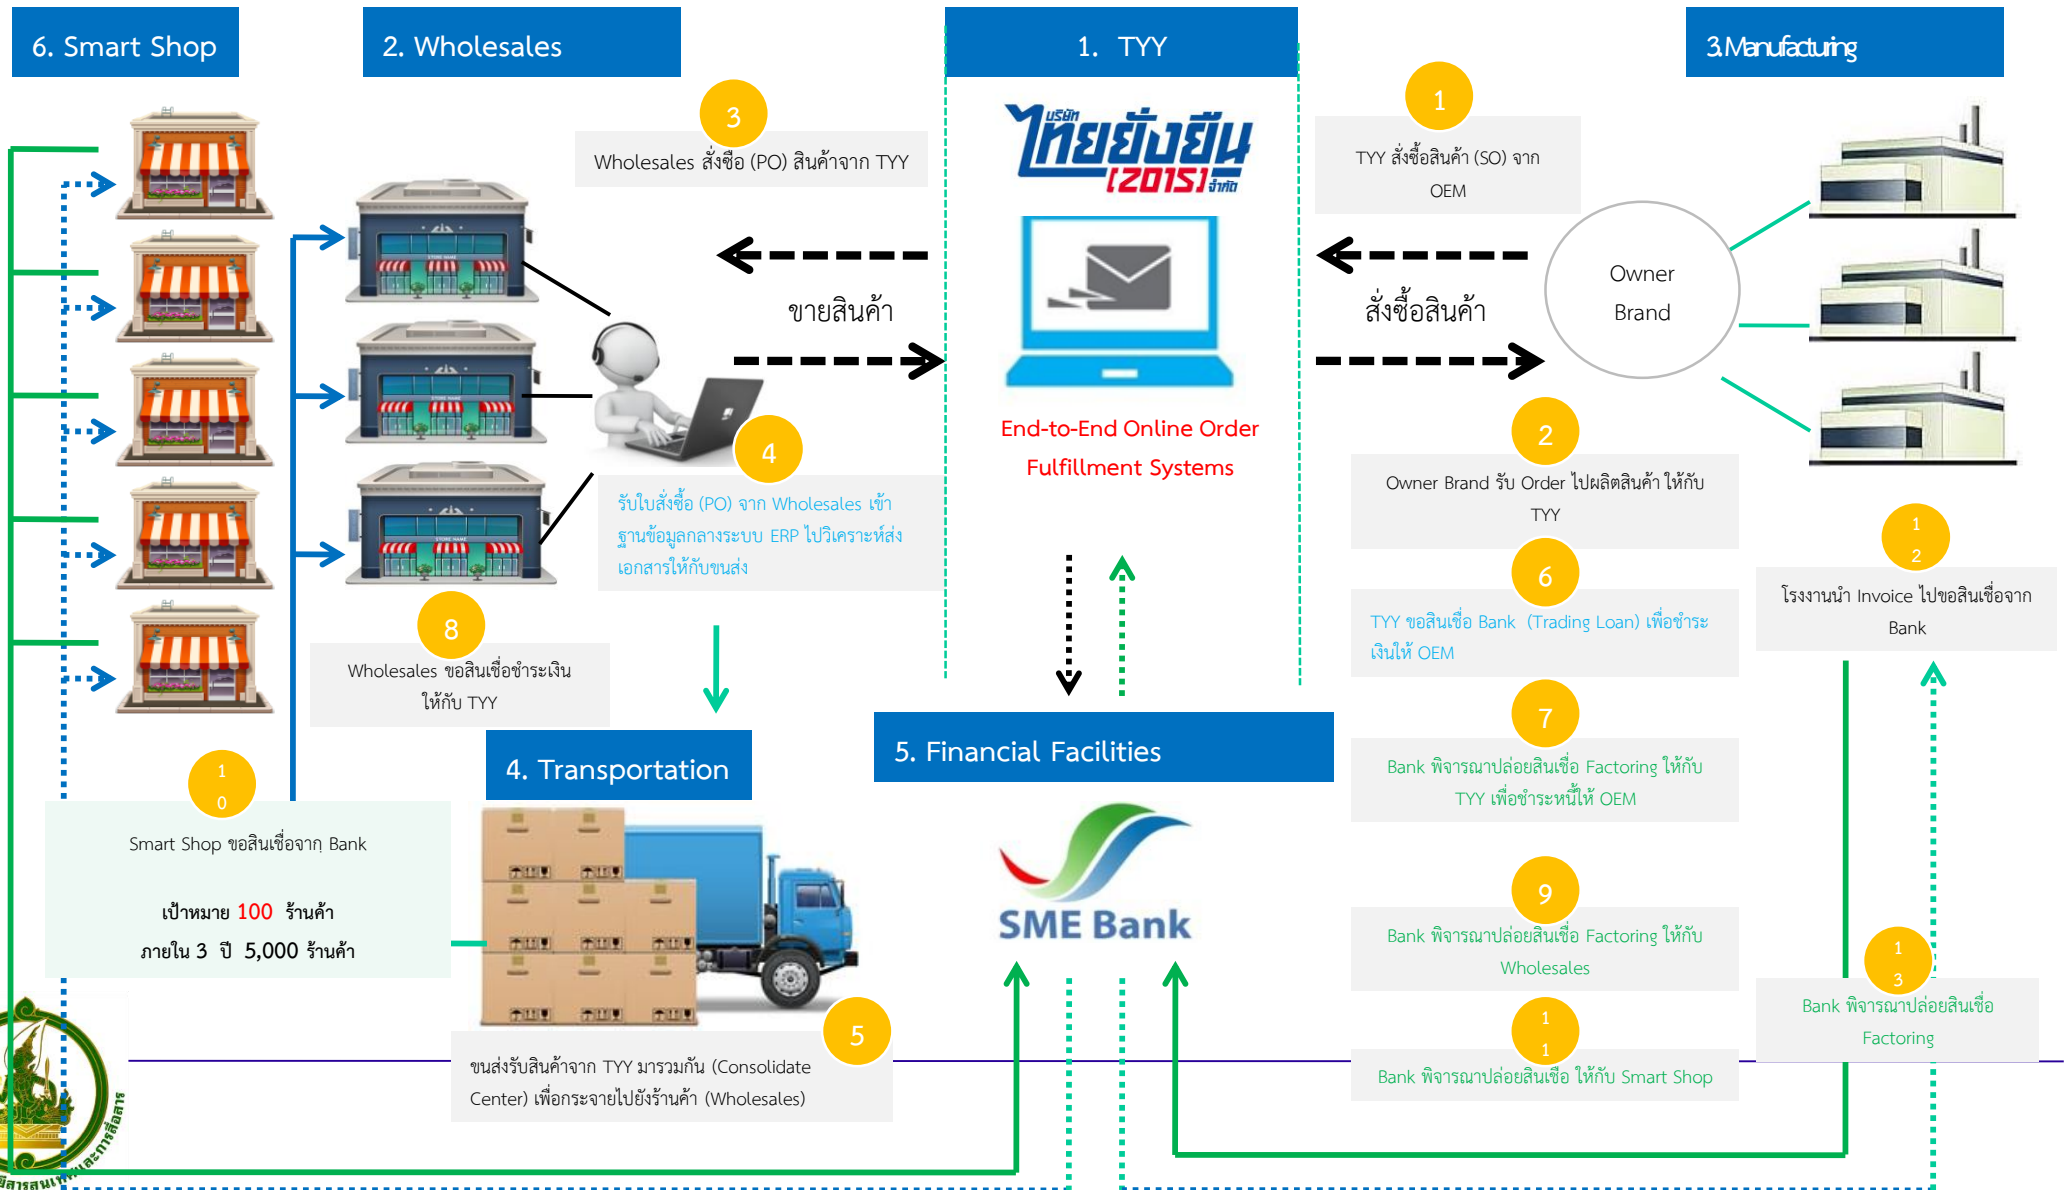 6. Smart Shop
2. Wholesales
1. TYY
3.Manufacturing
3
Wholesales สั่งซื้อ (PO) สินค้าจาก TYY
บริษัท
ไทยยั่งยืน
(2015) จำกัด
1
TYY สั่งซื้อสินค้า (SO) จาก
OEM
ขายสินค้า
สั่งซื้อสินค้า
Owner
Brand
STORE NAME
STORE NAME
STORE NAME
End-to-End Online Order
Fulfillment Systems
4
รับใบสั่งซื้อ (PO) จาก Wholesales เข้า
ฐานข้อมูลกลางระบบ ERP ไปวิเคราะห์ส่ง
เอกสารให้กับขนส่ง
2
Owner Brand รับ Order ไปผลิตสินค้า ให้กับ
TYY
6
TYY ขอสินเชื่อ Bank (Trading Loan) เพื่อชำระ
เงินให้ OEM
1
2
โรงงานนำ Invoice ไปขอสินเชื่อจาก
Bank
8
Wholesales ขอสินเชื่อชำระเงิน
ให้กับ TYY
7
Bank พิจารณาปล่อยสินเชื่อ Factoring ให้กับ
TYY เพื่อชำระหนี้ให้ OEM
4. Transportation
5. Financial Facilities
1
0
Smart Shop ขอสินเชื่อจาก Bank
เป้าหมาย 100 ร้านค้า
ภายใน 3 ปี 5,000 ร้านค้า
SME Bank
9
Bank พิจารณาปล่อยสินเชื่อ Factoring ให้กับ
Wholesales
1
3
Bank พิจารณาปล่อยสินเชื่อ
Factoring
5
ขนส่งรับสินค้าจาก TYY มารวมกัน (Consolidate
Center) เพื่อกระจายไปยังร้านค้า (Wholesales)
1
1
Bank พิจารณาปล่อยสินเชื่อ ให้กับ Smart Shop